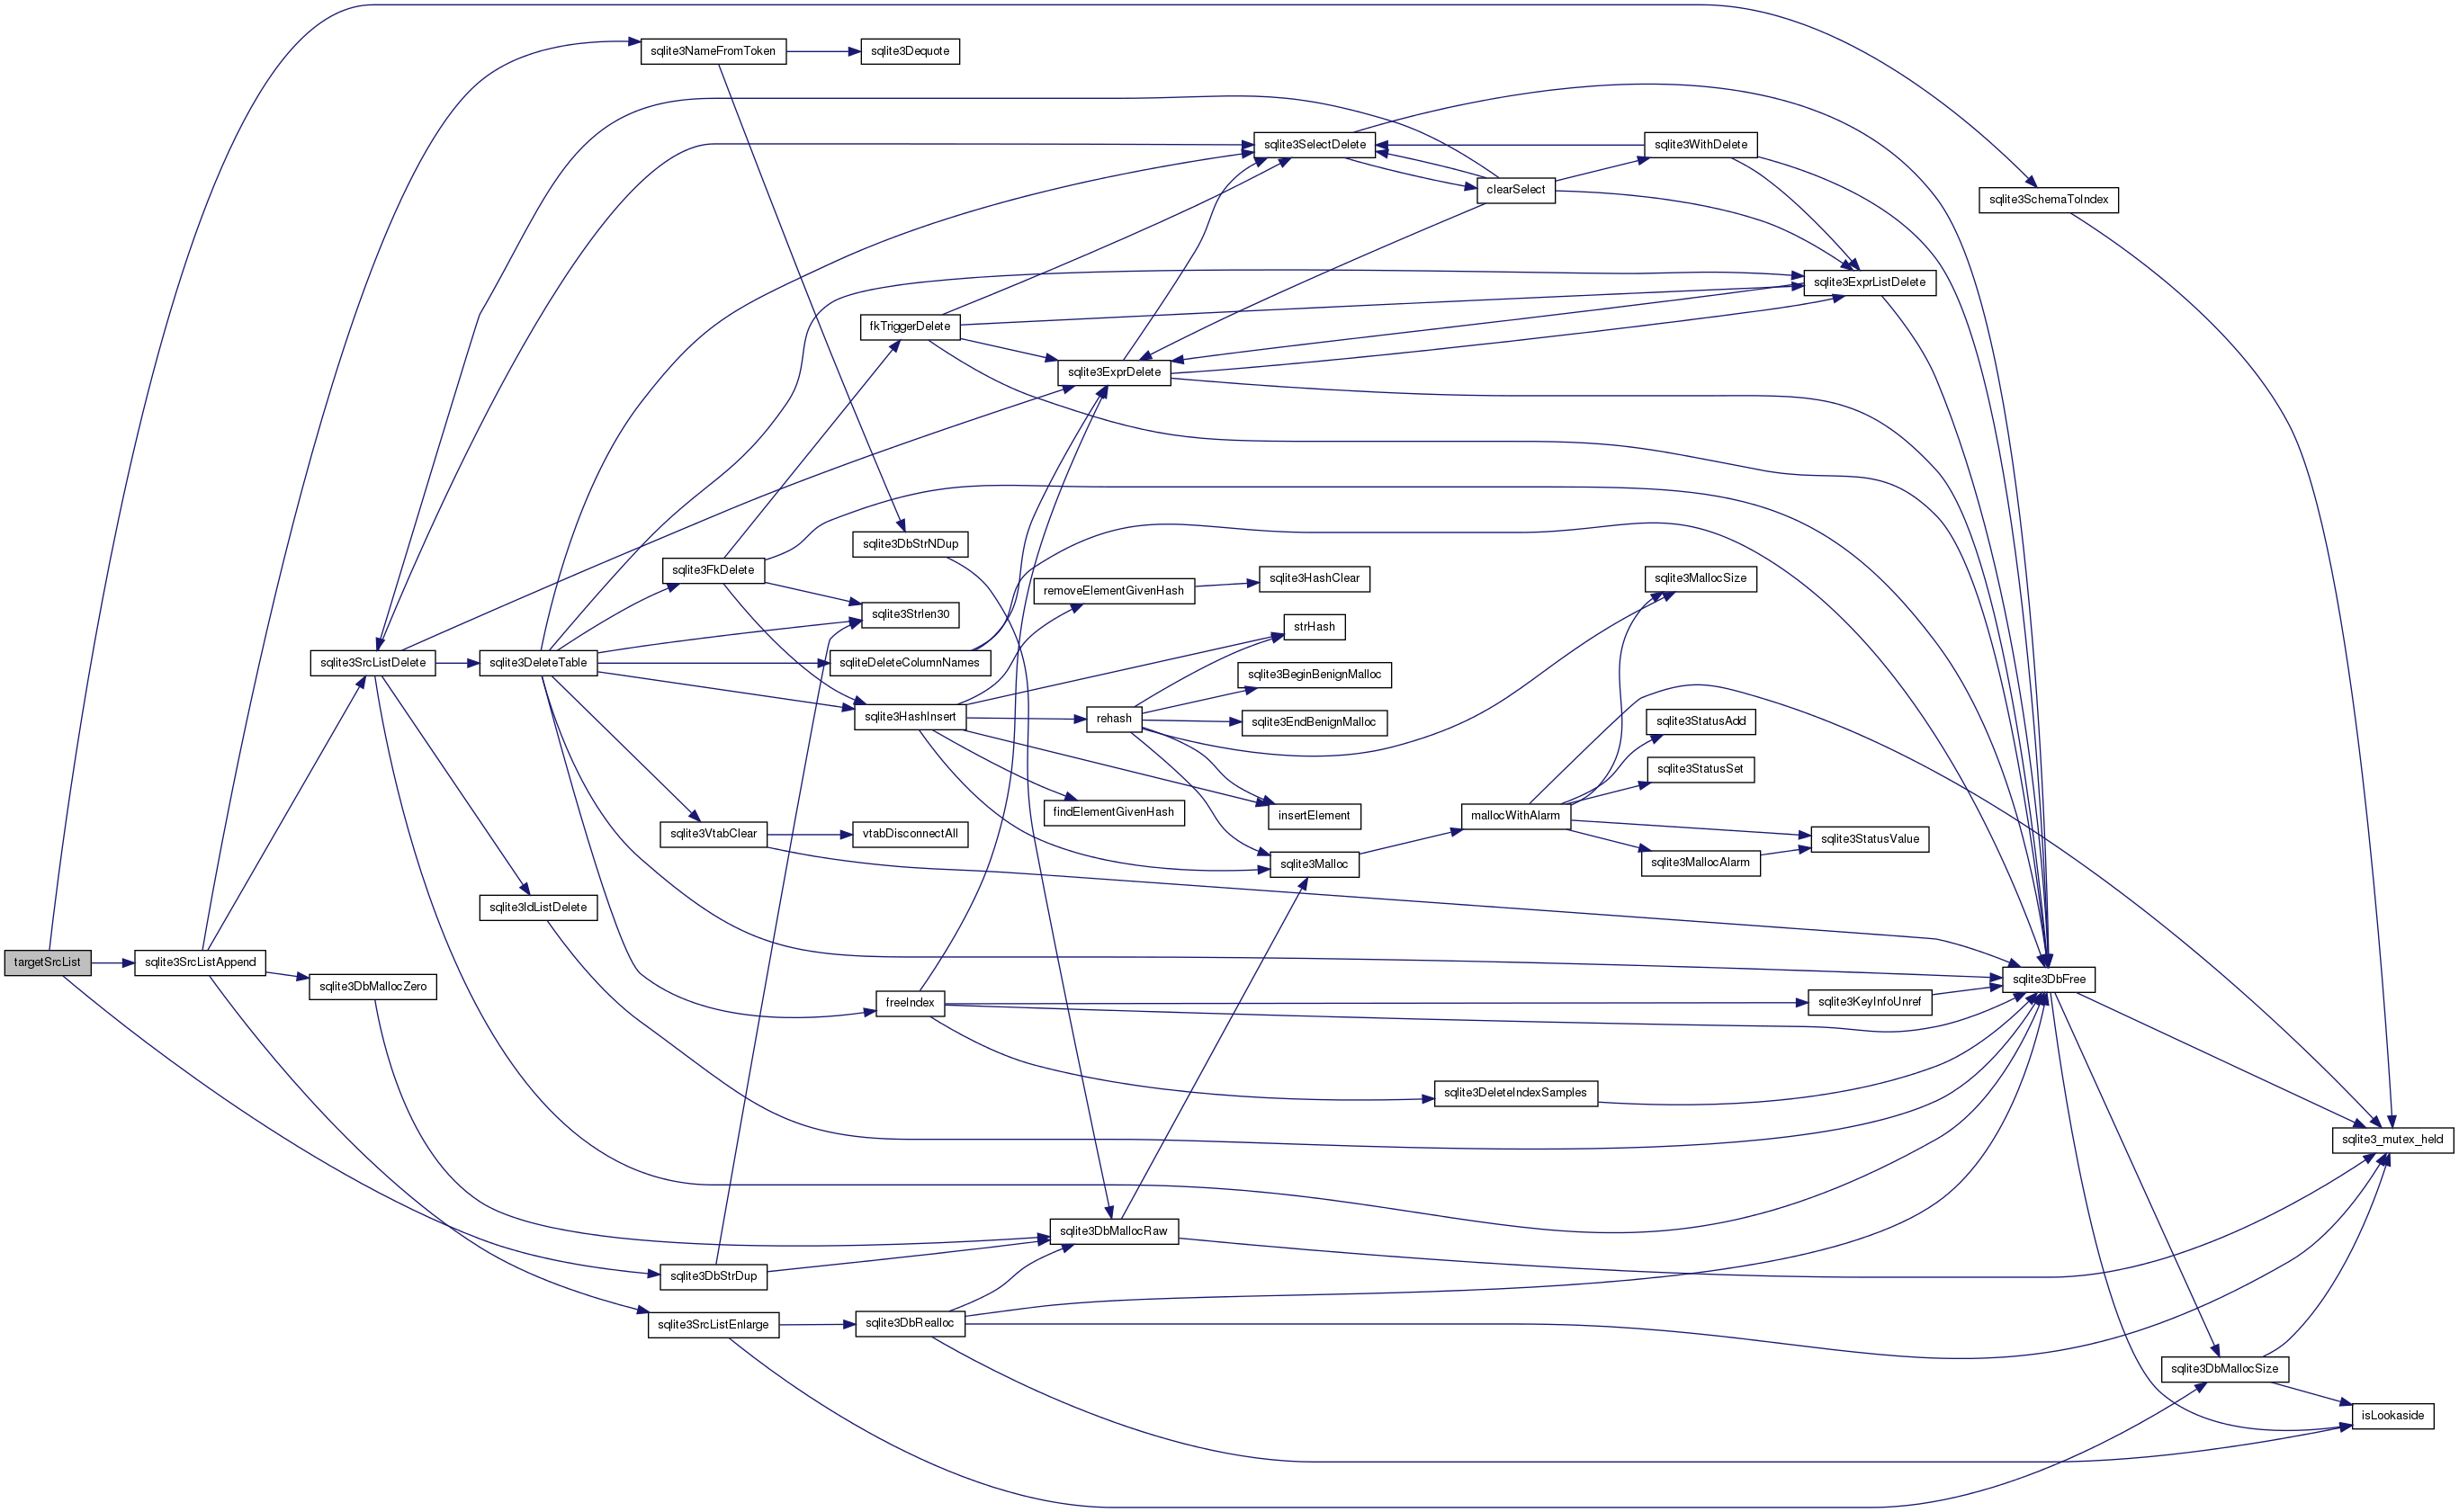 sqlite3NameFromToken
sqlite3Dequote
sqlite3SelectDelete
sqlite3WithDelete
clearSelect
sqlite3SchemaToIndex
sqlite3ExprListDelete
fkTriggerDelete
sqlite3ExprDelete
sqlite3DbStrNDup
sqlite3FkDelete
sqlite3HashClear
sqlite3MallocSize
removeElementGivenHash
sqlite3Strlen30
strHash
sqlite3SrcListDelete
sqlite3DeleteTable
sqliteDeleteColumnNames
sqlite3BeginBenignMalloc
sqlite3HashInsert
rehash
sqlite3EndBenignMalloc
sqlite3StatusAdd
sqlite3StatusSet
findElementGivenHash
insertElement
mallocWithAlarm
sqlite3VtabClear
vtabDisconnectAll
sqlite3StatusValue
sqlite3Malloc
sqlite3MallocAlarm
sqlite3IdListDelete
targetSrcList
sqlite3SrcListAppend
sqlite3DbMallocZero
sqlite3DbFree
freeIndex
sqlite3KeyInfoUnref
sqlite3DeleteIndexSamples
sqlite3_mutex_held
sqlite3DbMallocRaw
sqlite3DbStrDup
sqlite3SrcListEnlarge
sqlite3DbRealloc
sqlite3DbMallocSize
isLookaside